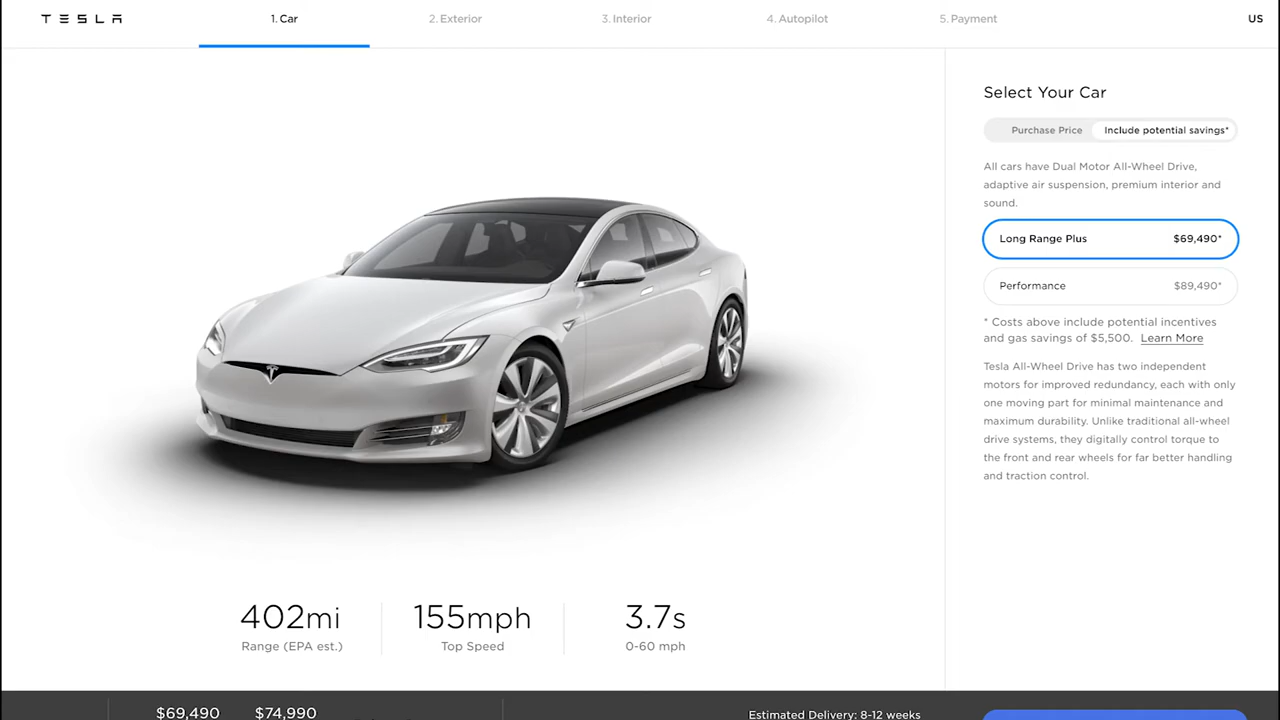 TESLA
1. Car
2. Exterior
3. Interior
4. Autopilot
5. Payment
US
Select Your Car
Purchase Price
Include potential savings*
All cars have Dual Motor All-Wheel Drive,
adaptive air suspension, premium interior and
sound.
Long Range Plus $69,490*
Performance $89,490*
* Costs above include potential incentives
and gas savings of $5,500. Learn More
Tesla All-Wheel Drive has two independent
motors for improved redundancy, each with only
one moving part for minimal maintenance and
maximum durability. Unlike traditional all-wheel
drive systems, they digitally control torque to
the front and rear wheels for far better handling
and traction control.
402mi
Range (EPA est.)
155mph
Top Speed
3.7s
0-60 mph
$69,490
$74,990
Estimated Delivery: 8-12 weeks